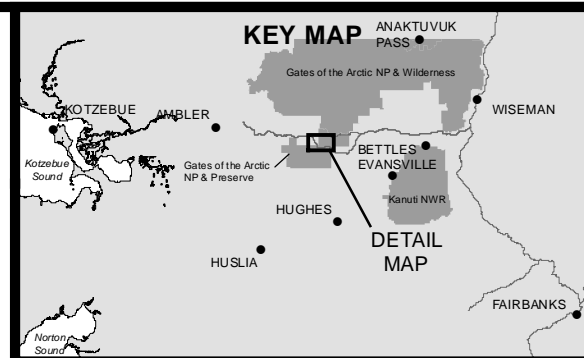 KEY MAP
ANAKTUVUK
PASS
Gates of the Arctic NP & Wilderness
WISEMAN
KOTZEBUE
AMBLER
Kotzebue
Sound
Gates of the Arctic
NP & Preserve
BETTLES
EVANSVILLE
Kanuti NWR
HUGHES
DETAIL
MAP
HUSLIA
FAIRBANKS
Norton
Sound